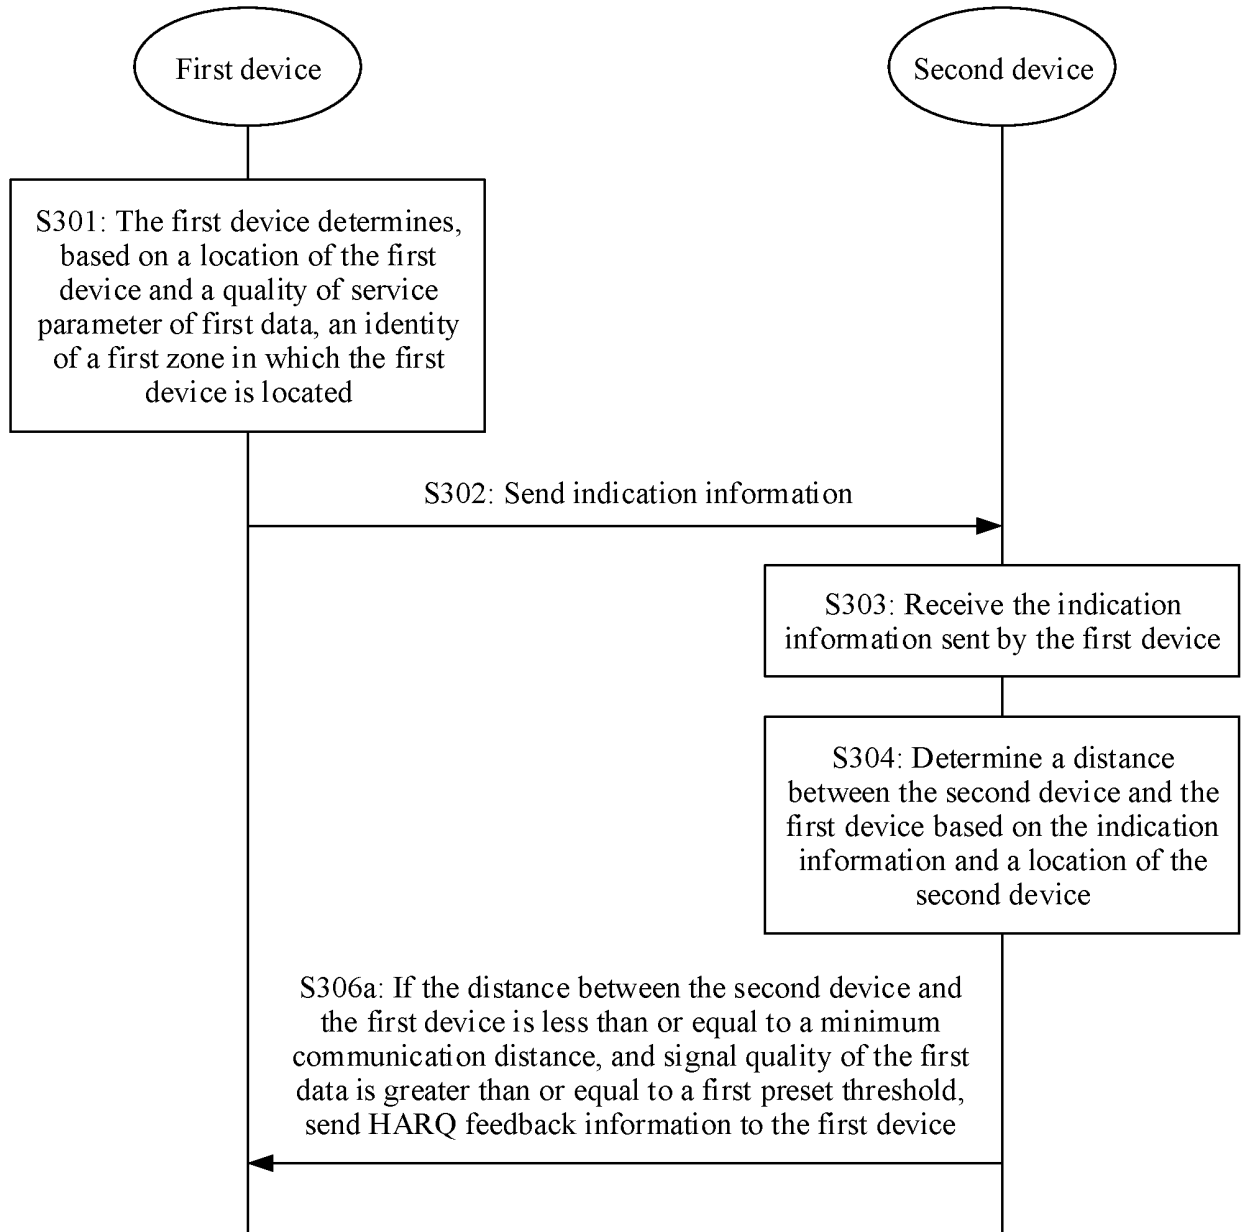 First device
Second device
S301: The first device determines,
based on a location of the first
device and a quality of service
parameter of first data, an identity
of a first zone in which the first
device is located
S302: Send indication information
S303: Receive the indication
information sent by the first device
S304: Determine a distance
between the second device and the
first device based on the indication
information and a location of the
second device
S306a: If the distance between the second device and
the first device is less than or equal to a minimum
communication distance, and signal quality of the first
data is greater than or equal to a first preset threshold,
send HARQ feedback information to the first device